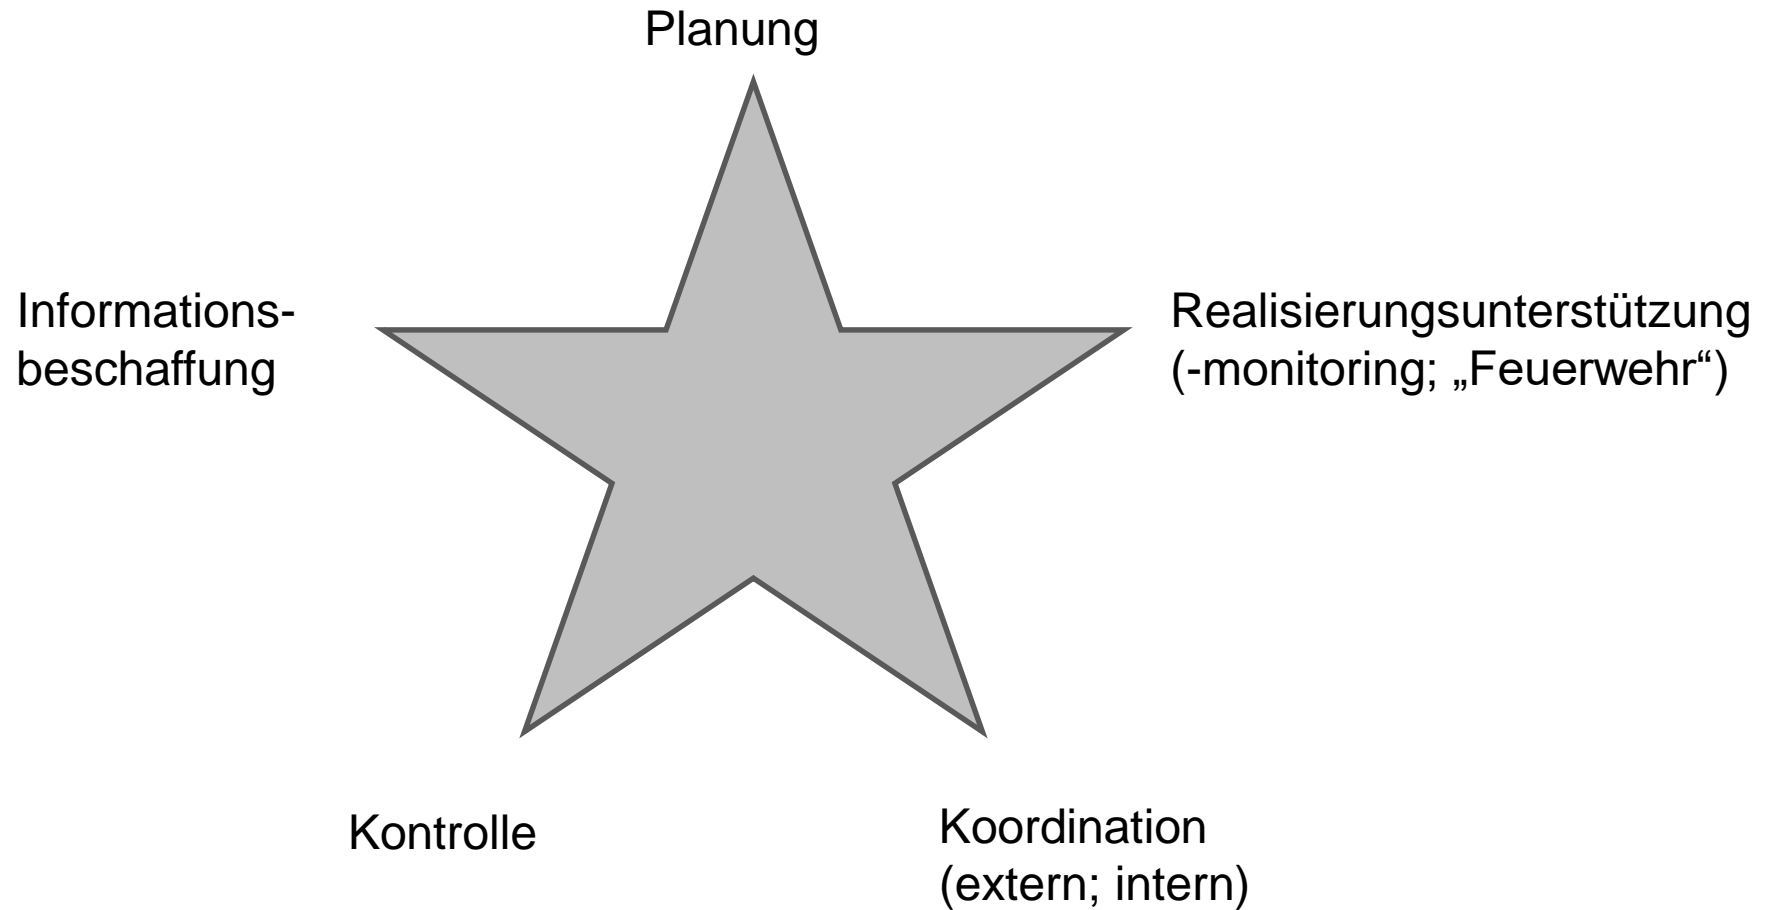 Planung
Informations-
beschaffung
Realisierungsunterstützung
(-monitoring; „Feuerwehr“)
Kontrolle
Koordination
(extern; intern)